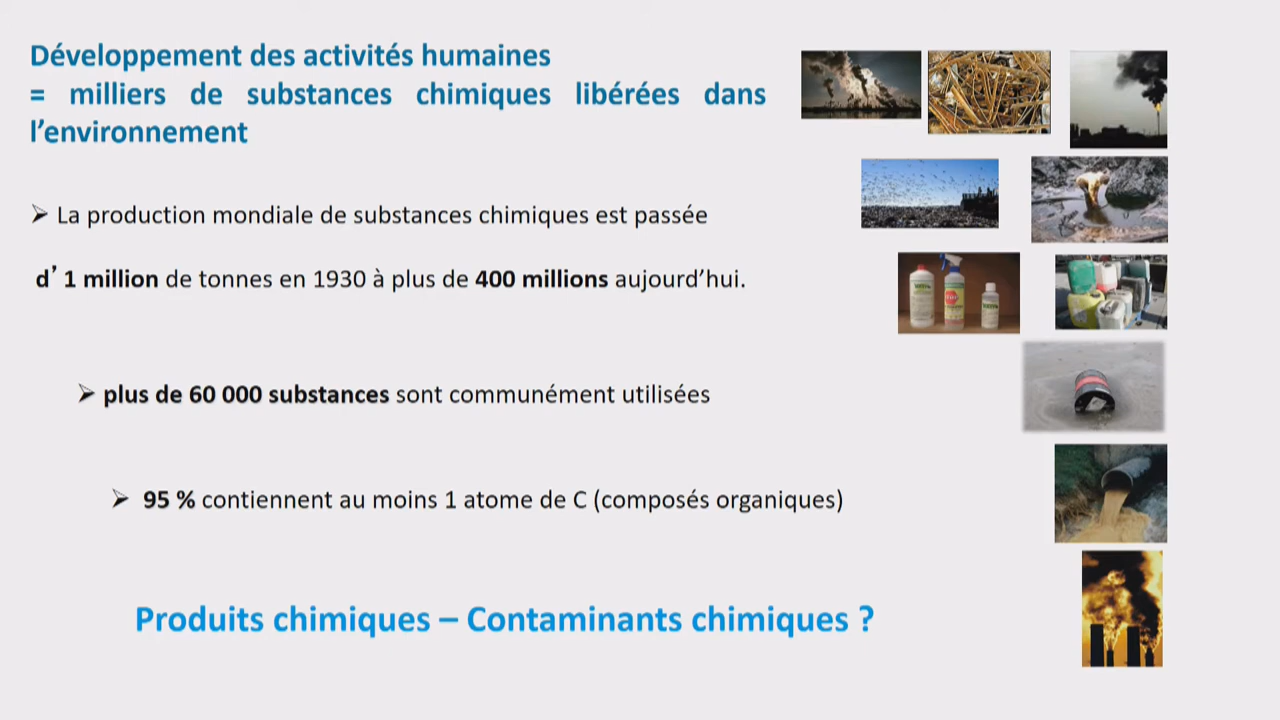 Développement des activités humaines
= milliers de substances chimiques libérées dans
l’environnement
➢ La production mondiale de substances chimiques est passée
d’ 1 million de tonnes en 1930 à plus de 400 millions aujourd’hui.
➢ plus de 60 000 substances sont communément utilisées
➢ 95 % contiennent au moins 1 atome de C (composés organiques)
Produits chimiques – Contaminants chimiques ?